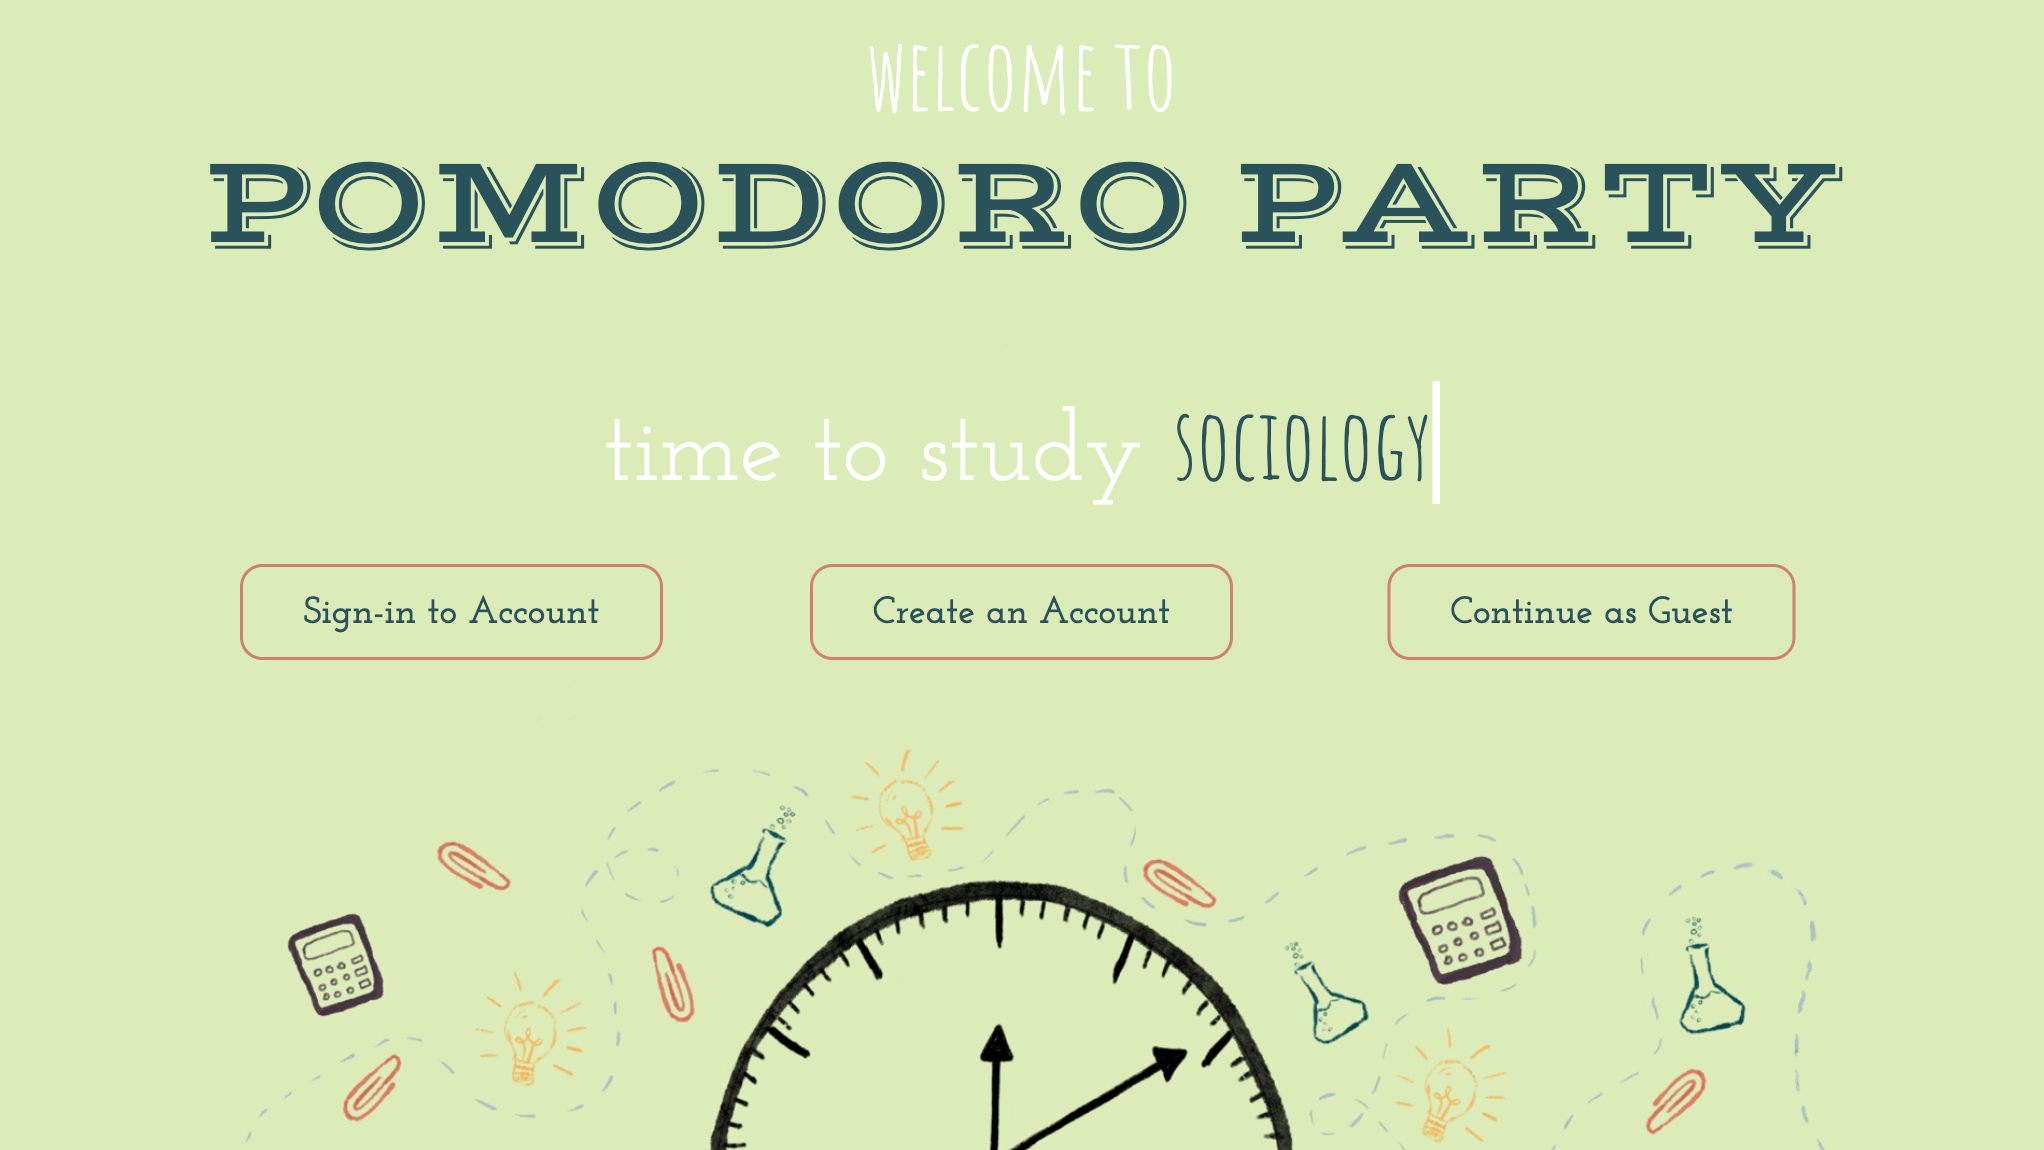 WELCOME TO
POMODORO PARTY
time to study SOCIOLOGY
Sign-in to Account
Create an Account
Continue as Guest